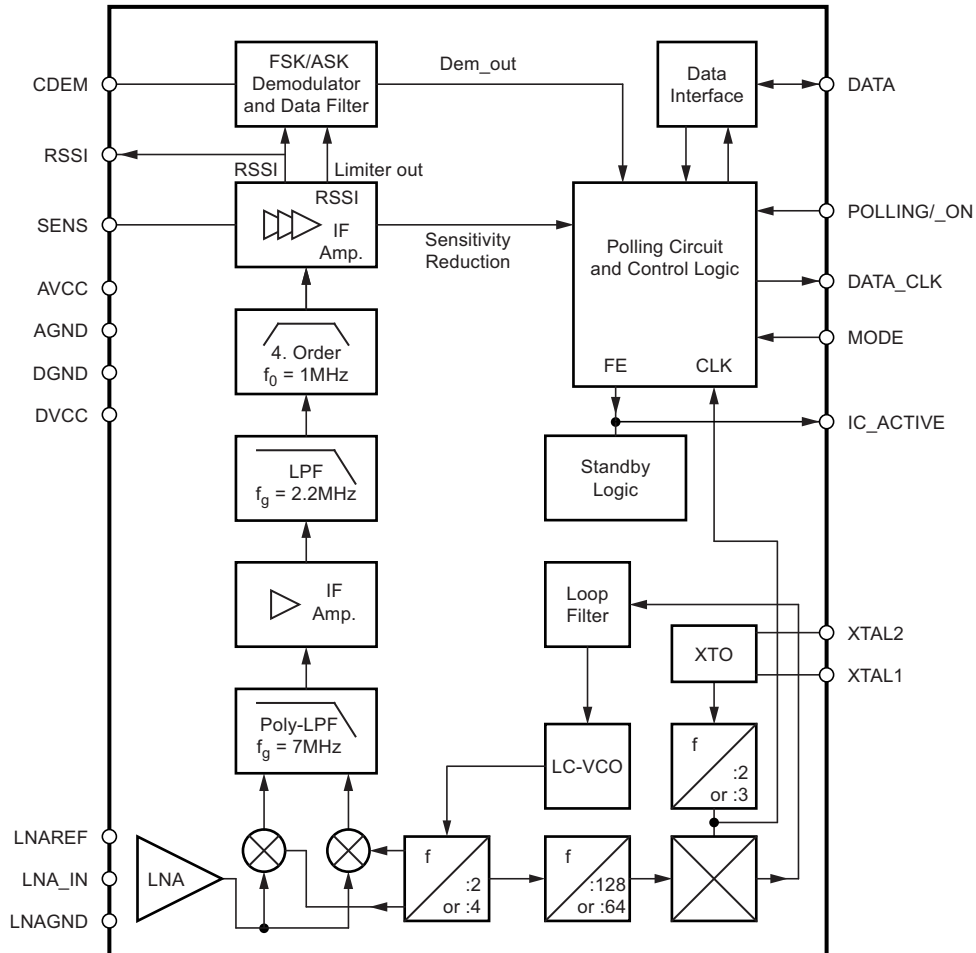 CDEM
RSSI
SENS
AVCC
AGND
DGND
DVCC
LNAREF
LNA_IN
LNAGND
FSK/ASK
Demodulator
and Data Filter
Dem_out
RSSI
Limiter out
RSSI
IF
Amp.
Sensitivity
Reduction
4. Order
f0 = 1MHz
LPF
fg = 2.2MHz
IF
Amp.
Poly-LPF
fg = 7MHz
LNA
Data
Interface
Polling Circuit
and Control Logic
FE
CLK
Standby
Logic
Loop
Filter
XTO
LC-VCO
f
:2
or :3
f
:2
or :4
f
:128
or :64
DATA
POLLING/_ON
DATA_CLK
MODE
IC_ACTIVE
XTAL2
XTAL1